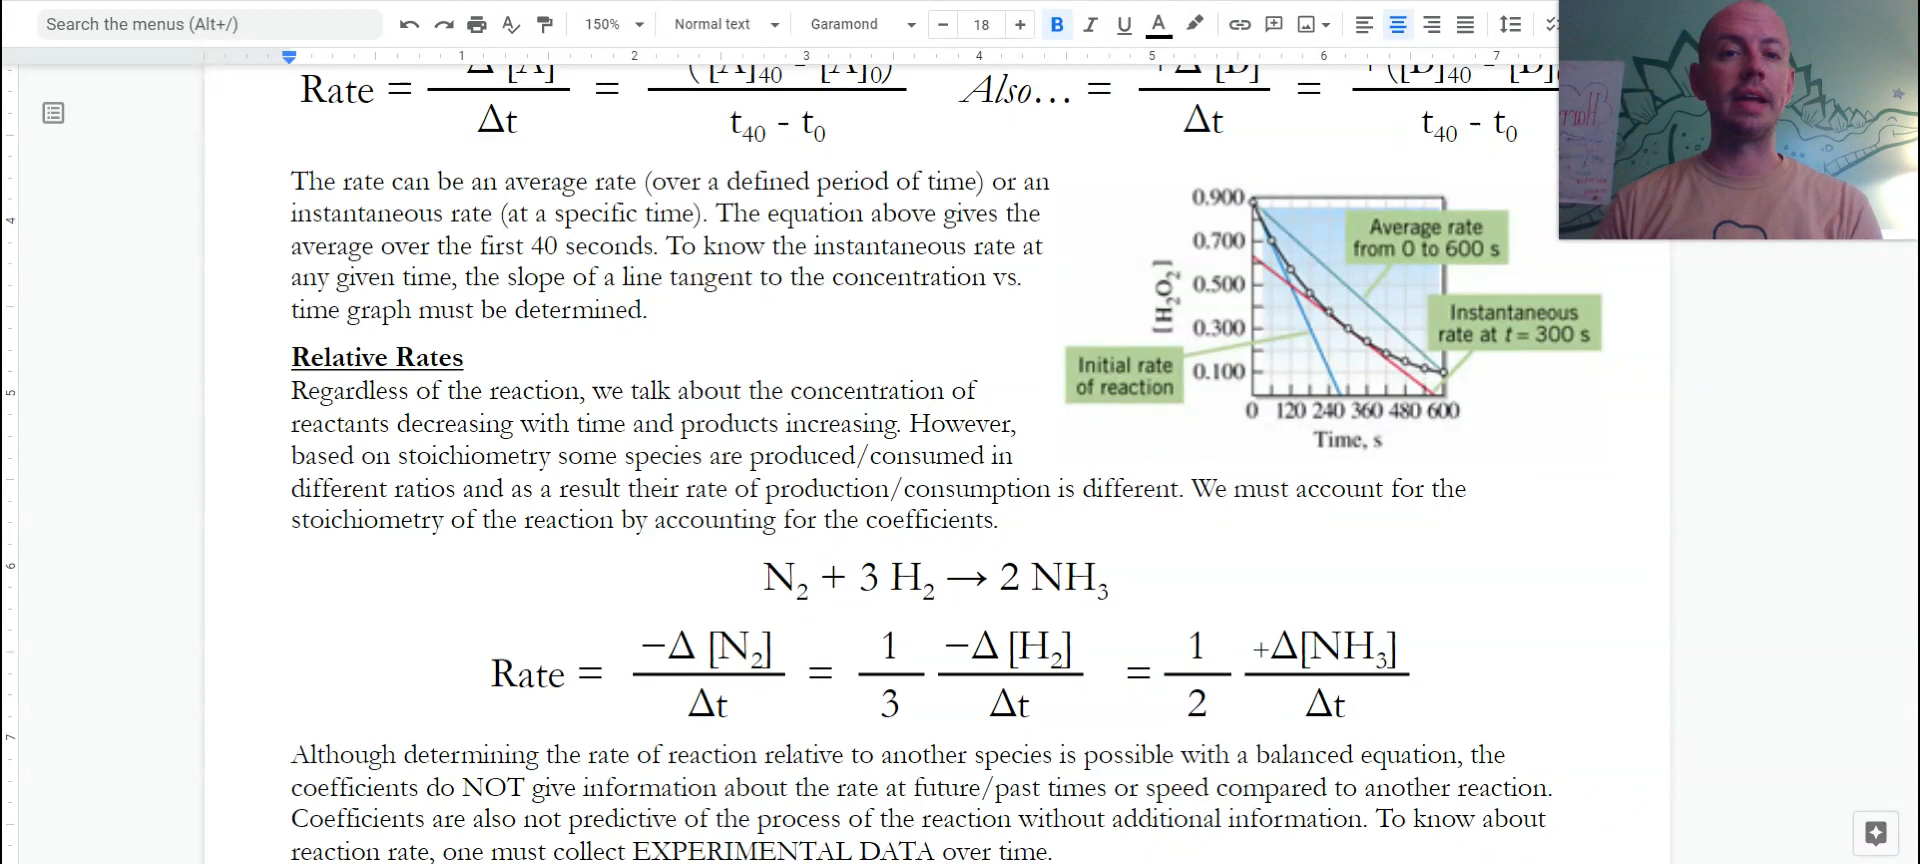 Search the menus (Alt+/)
150%
Normal text
Garamond
18
B
I
U
A
1
2
3
4
5
6
7
Rate = Δ [A] / Δt = ([A]40 - [A]0) / t40 - t0 Also… = +Δ [B] / Δt = +([B]40 - [B] / t40 - t0
The rate can be an average rate (over a defined period of time) or an
instantaneous rate (at a specific time). The equation above gives the
average over the first 40 seconds. To know the instantaneous rate at
any given time, the slope of a line tangent to the concentration vs.
time graph must be determined.
[H2O2]
0.900
0.700
0.500
0.300
0.100
0 120 240 360 480 600
Time, s
Average rate
from 0 to 600 s
Instantaneous
rate at t = 300 s
Initial rate
of reaction
Relative Rates
Regardless of the reaction, we talk about the concentration of
reactants decreasing with time and products increasing. However,
based on stoichiometry some species are produced/consumed in
different ratios and as a result their rate of production/consumption is different. We must account for the
stoichiometry of the reaction by accounting for the coefficients.
N2 + 3 H2 → 2 NH3
Rate = −Δ [N2] / Δt = 1 / 3 −Δ [H2] / Δt = 1 / 2 +Δ[NH3] / Δt
Although determining the rate of reaction relative to another species is possible with a balanced equation, the
coefficients do NOT give information about the rate at future/past times or speed compared to another reaction.
Coefficients are also not predictive of the process of the reaction without additional information. To know about
reaction rate, one must collect EXPERIMENTAL DATA over time.
4
5
6
7